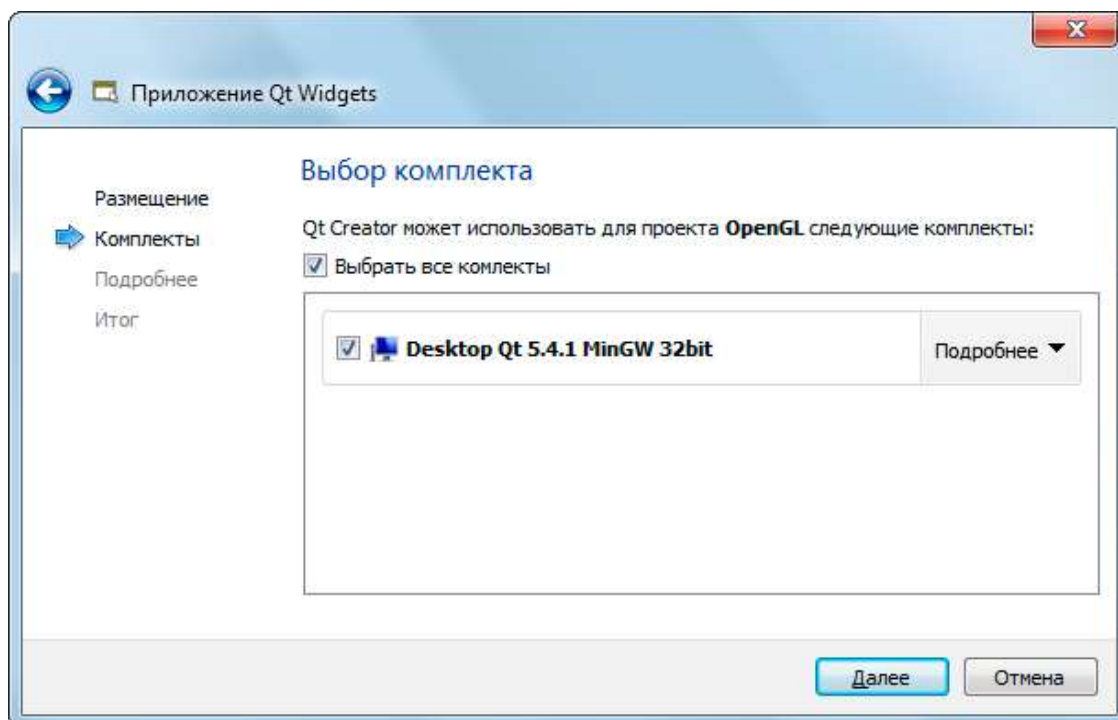 Приложение Qt Widgets
Размещение
Комплекты
Подробнее
Итог
Выбор комплекта
Qt Creator может использовать для проекта OpenGL следующие комплекты:
Выбрать все комлекты
Desktop Qt 5.4.1 MinGW 32bit
Подробнее
Далее
Отмена